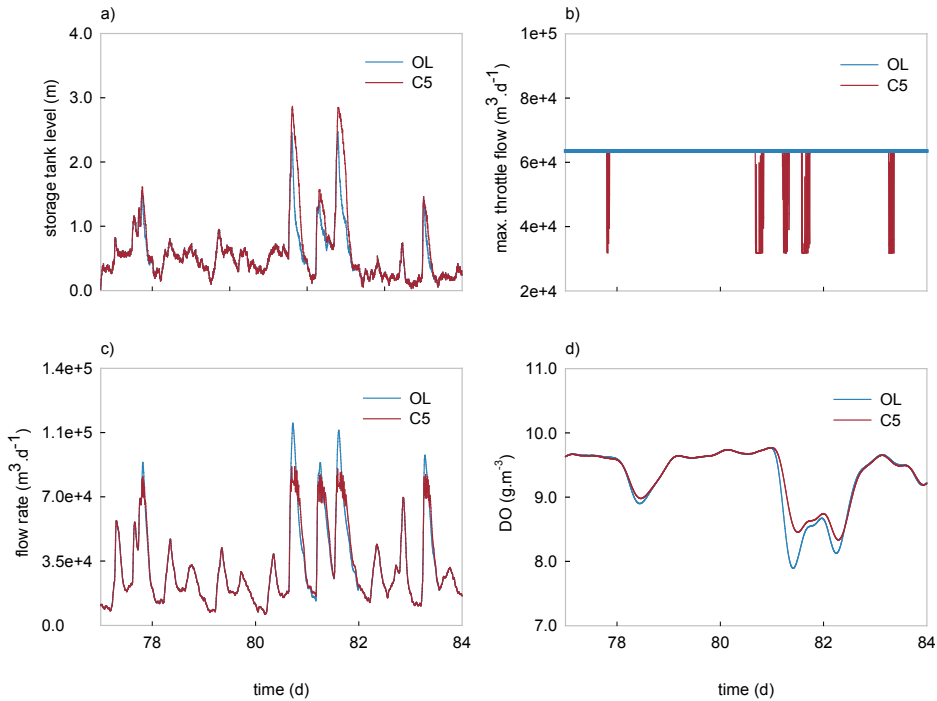 a)
4.0
3.0
2.0
1.0
0.0
storage tank level (m)
OL
C5
b)
1e+5
8e+4
6e+4
4e+4
2e+4
max. throttle flow (m³.d⁻¹)
OL
C5
c)
1.4e+5
1.1e+5
7.0e+4
3.5e+4
0.0
flow rate (m³.d⁻¹)
OL
C5
78
80
82
84
time (d)
d)
11.0
10.0
9.0
8.0
7.0
DO (g.m⁻³)
OL
C5
78
80
82
84
time (d)